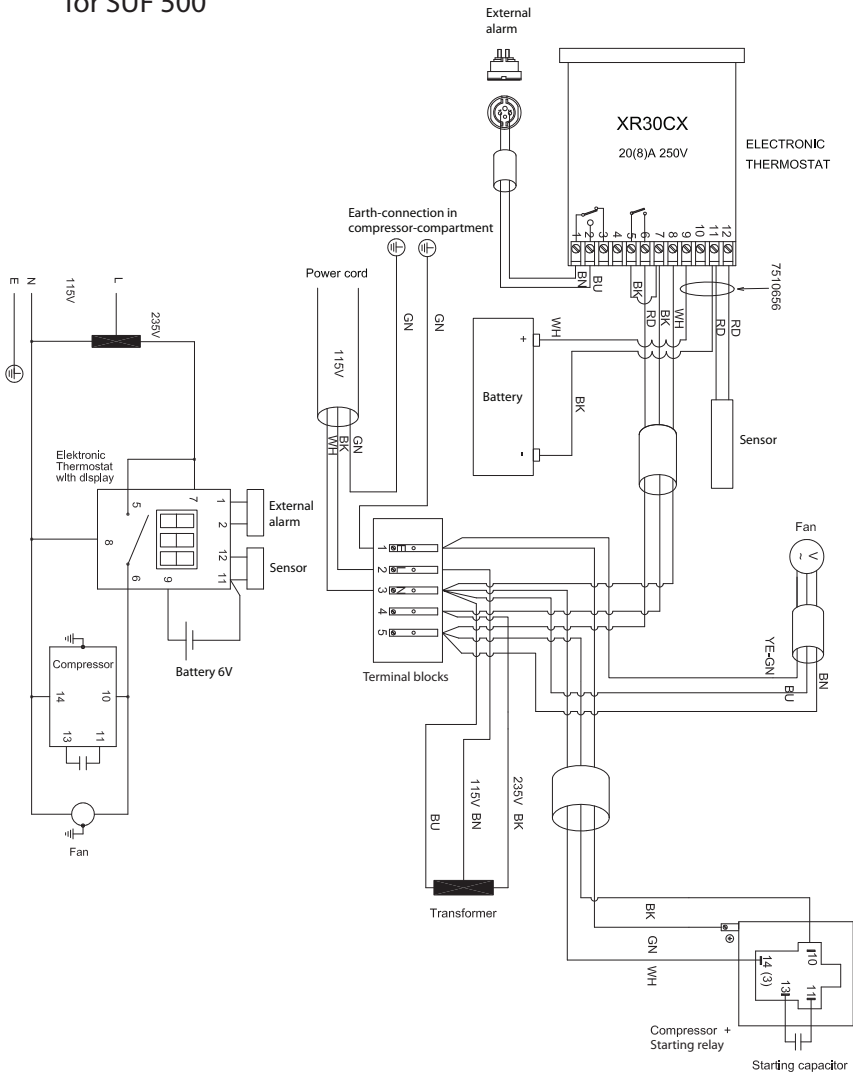 for SUF 500
External
alarm
XR30CX
20(8)A 250V
ELECTRONIC
THERMOSTAT
1 2 3 4 5 6 7 8 9 10 11 12
7510656
BN
BU
BK
RD
BK
WH
RD
RD
Earth-connection in
compressor-compartment
Power cord
115V
GN
GN
WH
BK
GN
WH
BK
Battery
+
-
Sensor
E
N
115V
L
235V
Elektronic
Thermostat
with display
5
7
1
2
8
12
11
6
9
External
alarm
Sensor
Battery 6V
Compressor
14
10
13
11
Fan
1 E
2 L
3 N
4
5
Terminal blocks
Fan
V
~
YE-GN
BU
BN
BU
115V BN
235V BK
Transformer
BK
GN
WH
10
14 (3)
13
11
Compressor +
Starting relay
Starting capacitor